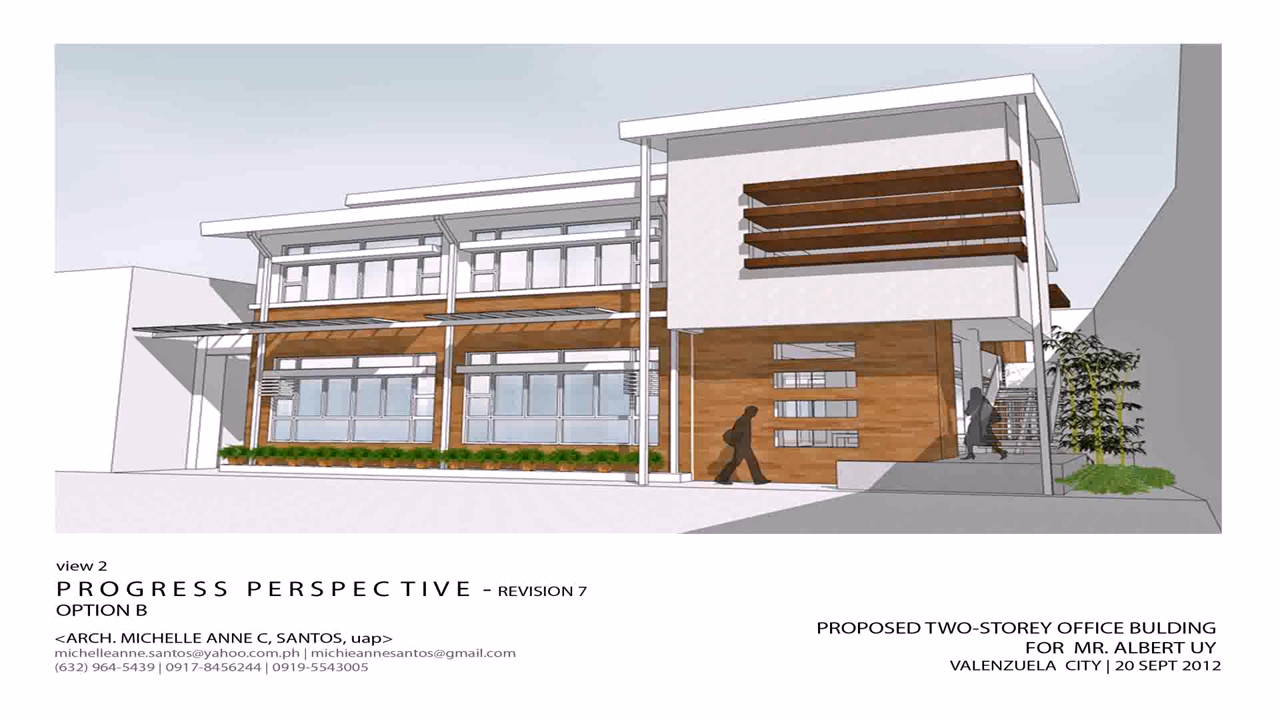 view 2
PROGRESS PERSPECTIVE - REVISION 7
OPTION B
<ARCH. MICHELLE ANNE C, SANTOS, uap>
michelleanne.santos@yahoo.com.ph | michieannesantos@gmail.com
(632) 964-5439 | 0917-8456244 | 0919-5543005
PROPOSED TWO-STOREY OFFICE BULDING
FOR MR. ALBERT UY
VALENZUELA CITY | 20 SEPT 2012